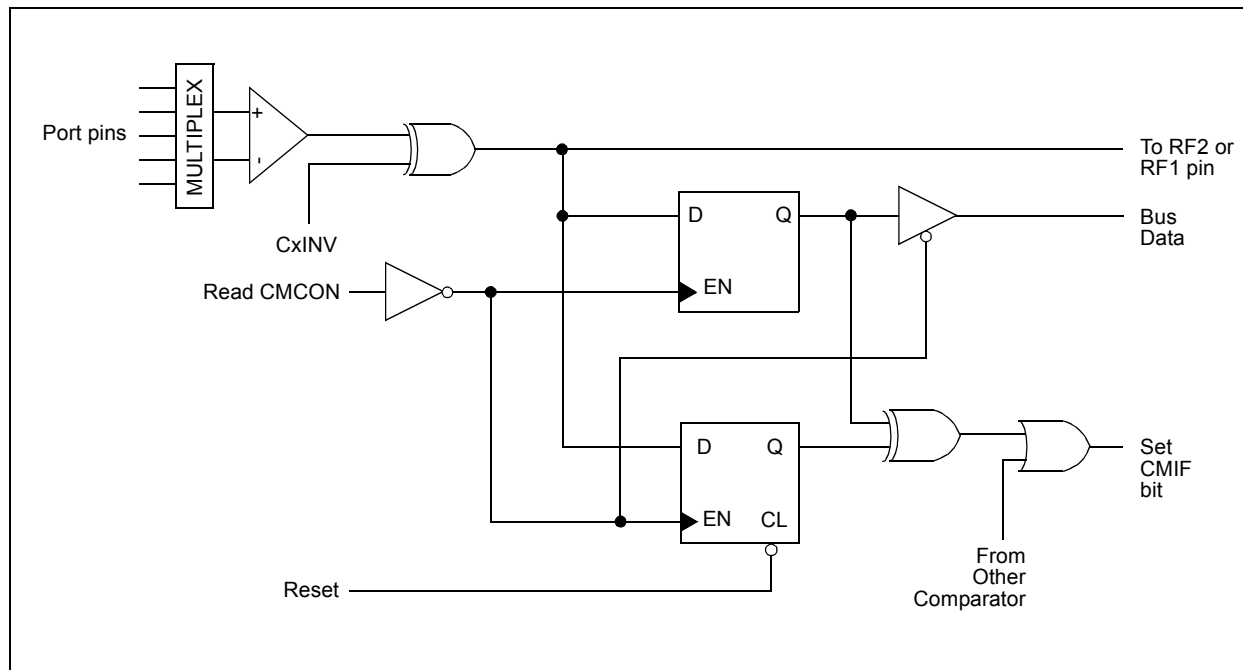 Port pins
MULTIPLEX
+
-
CxINV
To RF2 or
RF1 pin
D
Q
EN
Bus
Data
Read CMCON
D
Q
EN
CL
Set
CMIF
bit
From
Other
Comparator
Reset